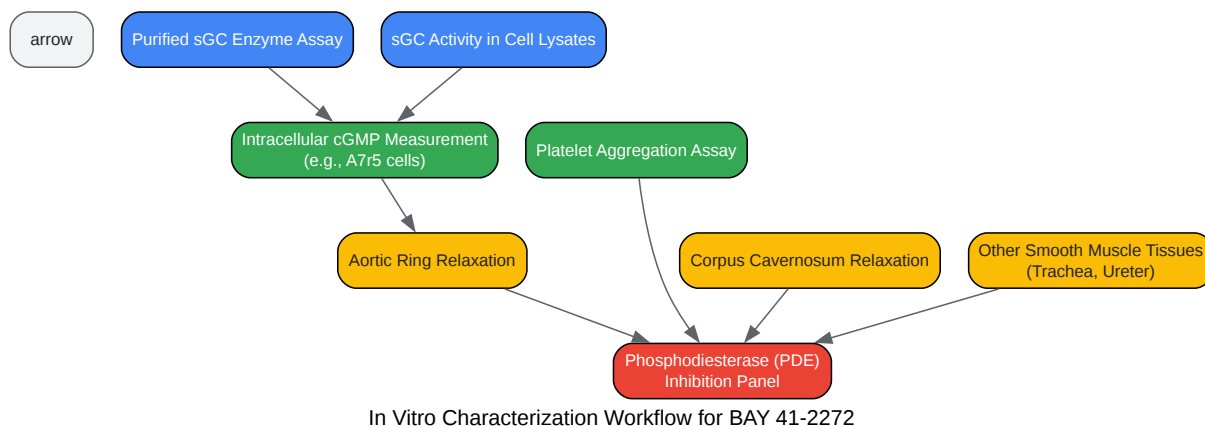 arrow
Purified sGC Enzyme Assay
sGC Activity in Cell Lysates
Intracellular cGMP Measurement
(e.g., A7r5 cells)
Platelet Aggregation Assay
Aortic Ring Relaxation
Corpus Cavernosum Relaxation
Other Smooth Muscle Tissues
(Trachea, Ureter)
Phosphodiesterase (PDE)
Inhibition Panel
In Vitro Characterization Workflow for BAY 41-2272